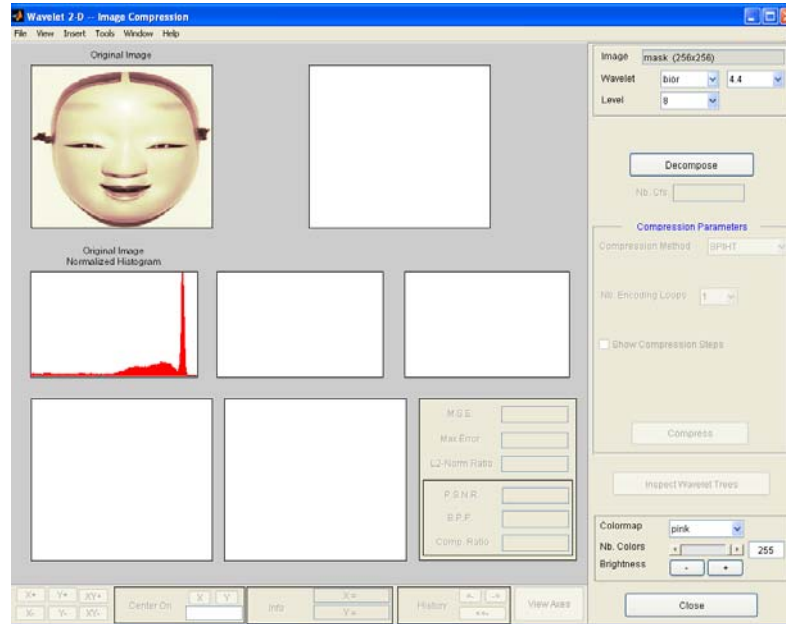 Wavelet 2-D -- Image Compression
File View Insert Tools Window Help
Original Image
Original Image
Normalized Histogram
M.S.E.
Max Error
L2-Norm Ratio
P.S.N.R.
B.P.P.
Comp. Ratio
Image mask (256x256)
Wavelet bior 4.4
Level 8
Decompose
Nb. Cfs
Compression Parameters
Compression Method SPIHT
Nb. Encoding Loops 1
Show Compression Steps
Compress
Inspect Wavelet Trees
Colormap pink
Nb. Colors 255
Brightness - +
Close
X+ Y+ XY+
X- Y- XY-
Center On X Y
Info X = 
Y =
History
View Axes